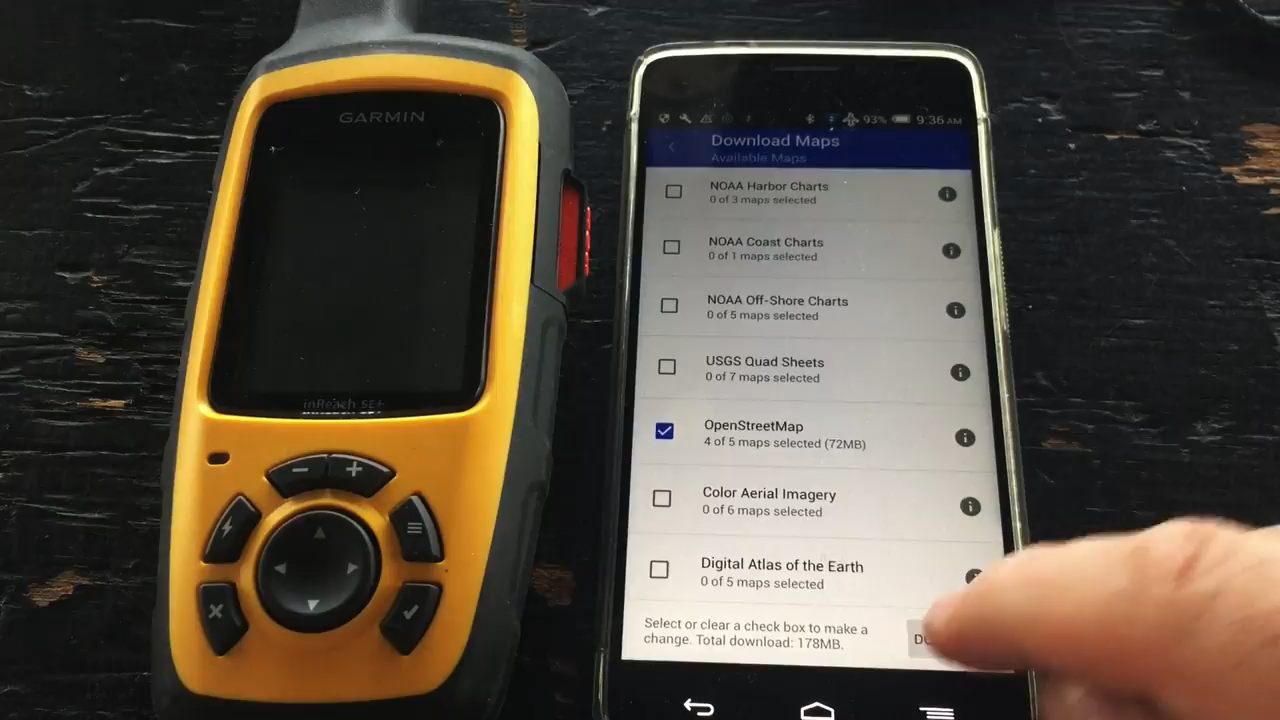 GARMIN
inReach SE+
93% 9:36 AM
Download Maps
Available Maps
NOAA Harbor Charts
0 of 3 maps selected
NOAA Coast Charts
0 of 1 maps selected
NOAA Off-Shore Charts
0 of 5 maps selected
USGS Quad Sheets
0 of 7 maps selected
OpenStreetMap
4 of 5 maps selected (72MB)
Color Aerial Imagery
0 of 6 maps selected
Digital Atlas of the Earth
0 of 5 maps selected
Select or clear a check box to make a
change. Total download: 178MB.